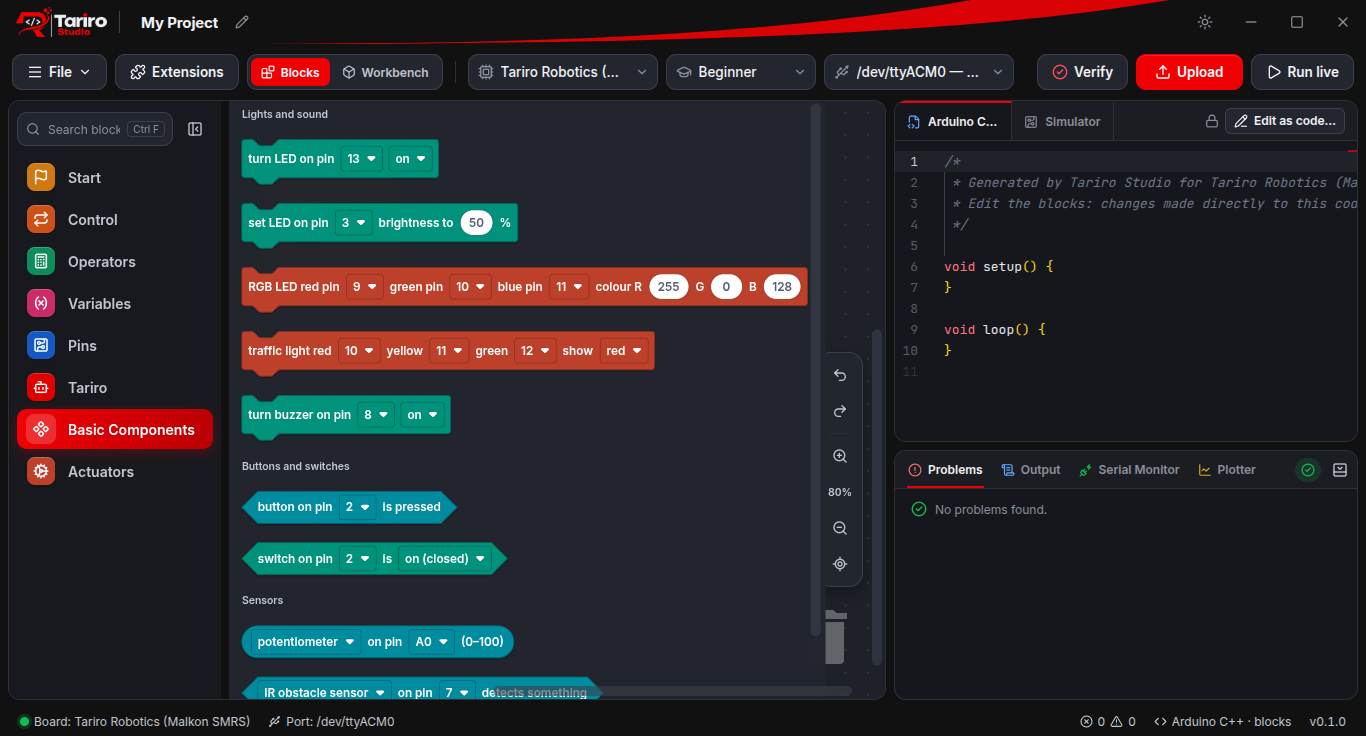 Tariro
Studio
My Project
File
Extensions
Blocks
Workbench
Tariro Robotics (...
Beginner
/dev/ttyACM0 — ...
Verify
Upload
Run live
Search block
Ctrl F
Start
Control
Operators
Variables
Pins
Tariro
Basic Components
Actuators
Lights and sound
turn LED on pin 13 on
set LED on pin 3 brightness to 50 %
RGB LED red pin 9 green pin 10 blue pin 11 colour R 255 G 0 B 128
traffic light red 10 yellow 11 green 12 show red
turn buzzer on pin 8 on
Buttons and switches
button on pin 2 is pressed
switch on pin 2 is on (closed)
Sensors
potentiometer on pin A0 (0–100)
IR obstacle sensor on pin 7 detects something
80%
Arduino C...
Simulator
Edit as code...
1 /*
2 * Generated by Tariro Studio for Tariro Robotics (Ma
3 * Edit the blocks: changes made directly to this cod
4 */
5
6 void setup() {
7 }
8
9 void loop() {
10 }
11
Problems
Output
Serial Monitor
Plotter
No problems found.
Board: Tariro Robotics (Malkon SMRS)
Port: /dev/ttyACM0
0
0
Arduino C++ · blocks
v0.1.0